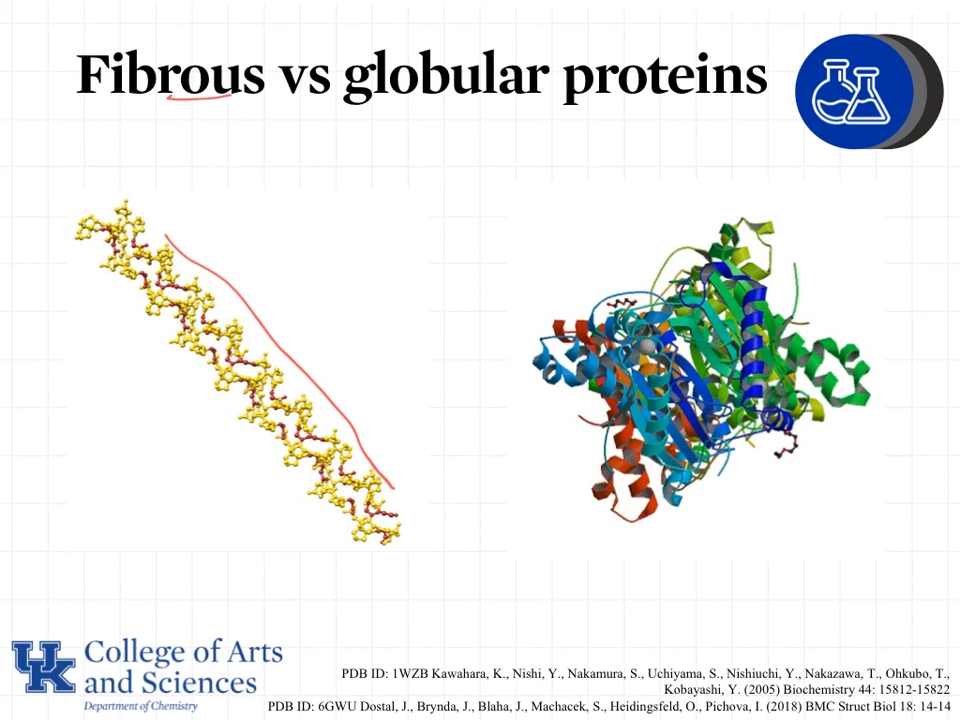 Fibrous vs globular proteins
UK
College of Arts
and Sciences
Department of Chemistry
PDB ID: 1WZB Kawahara, K., Nishi, Y., Nakamura, S., Uchiyama, S., Nishiuchi, Y., Nakazawa, T., Ohkubo, T.,
Kobayashi, Y. (2005) Biochemistry 44: 15812-15822
PDB ID: 6GWU Dostal, J., Brynda, J., Blaha, J., Machacek, S., Heidingsfeld, O., Pichova, I. (2018) BMC Struct Biol 18: 14-14